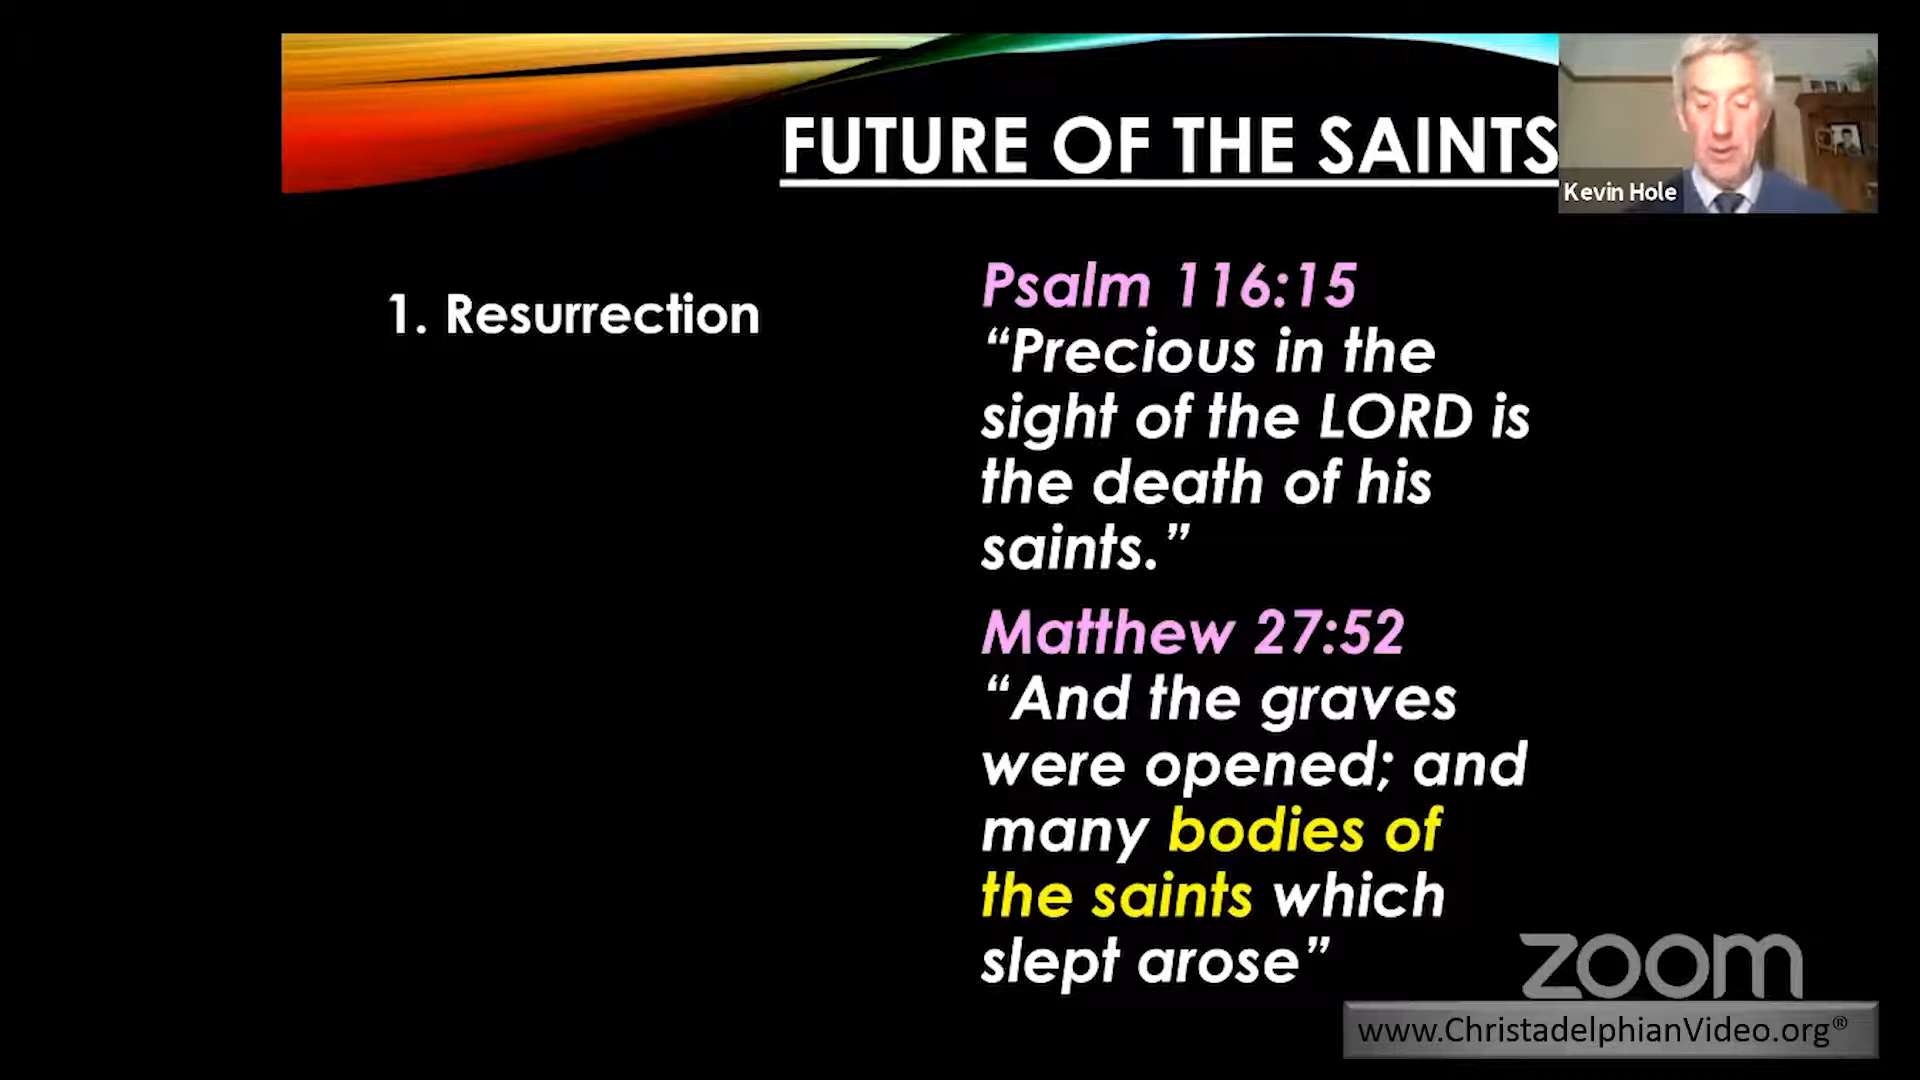 FUTURE OF THE SAINTS
Kevin Hole
1. Resurrection
Psalm 116:15
“Precious in the
sight of the LORD is
the death of his
saints.”
Matthew 27:52
“And the graves
were opened; and
many bodies of
the saints which
slept arose”
zoom
www.ChristadelphianVideo.org®